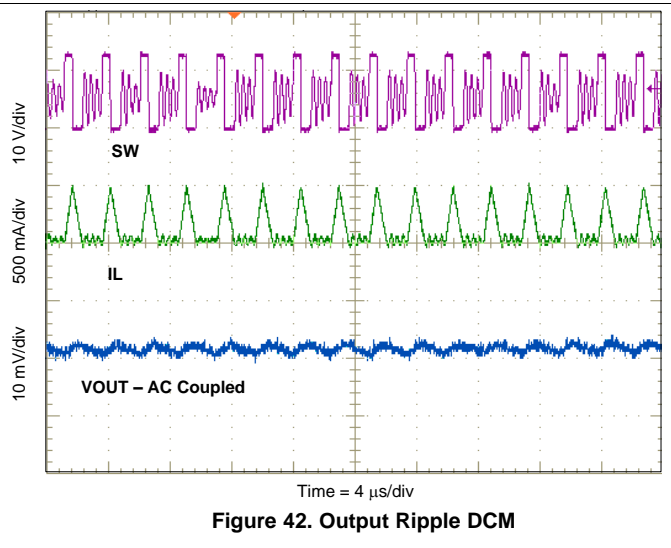 10 V/div
SW
500 mA/div
IL
10 mV/div
VOUT – AC Coupled
Time = 4 μs/div
Figure 42. Output Ripple DCM